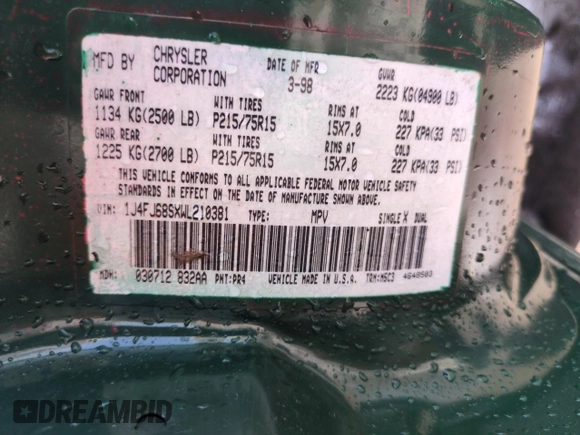 MFD BY CHRYSLER CORPORATION DATE OF MFR 3-98 GVWR 2223 KG(04900 LB)
GAWR FRONT WITH TIRES RIMS AT COLD
1134 KG(2500 LB) P215/75R15 15X7.0 227 KPA(33 PSI)
GAWR REAR WITH TIRES RIMS AT COLD
1225 KG(2700 LB) P215/75R15 15X7.0 227 KPA(33 PSI)
THIS VEHICLE CONFORMS TO ALL APPLICABLE FEDERAL MOTOR VEHICLE SAFETY
STANDARDS IN EFFECT ON THE DATE OF MANUFACTURE SHOWN ABOVE.
VIN: 1J4FJ68SXWL210381 TYPE: MPV SINGLE X DUAL
MDH: 030712 832AA PNT:PR4 VEHICLE MADE IN U.S.A. TRM:M5C3 4648503
DREAMBID